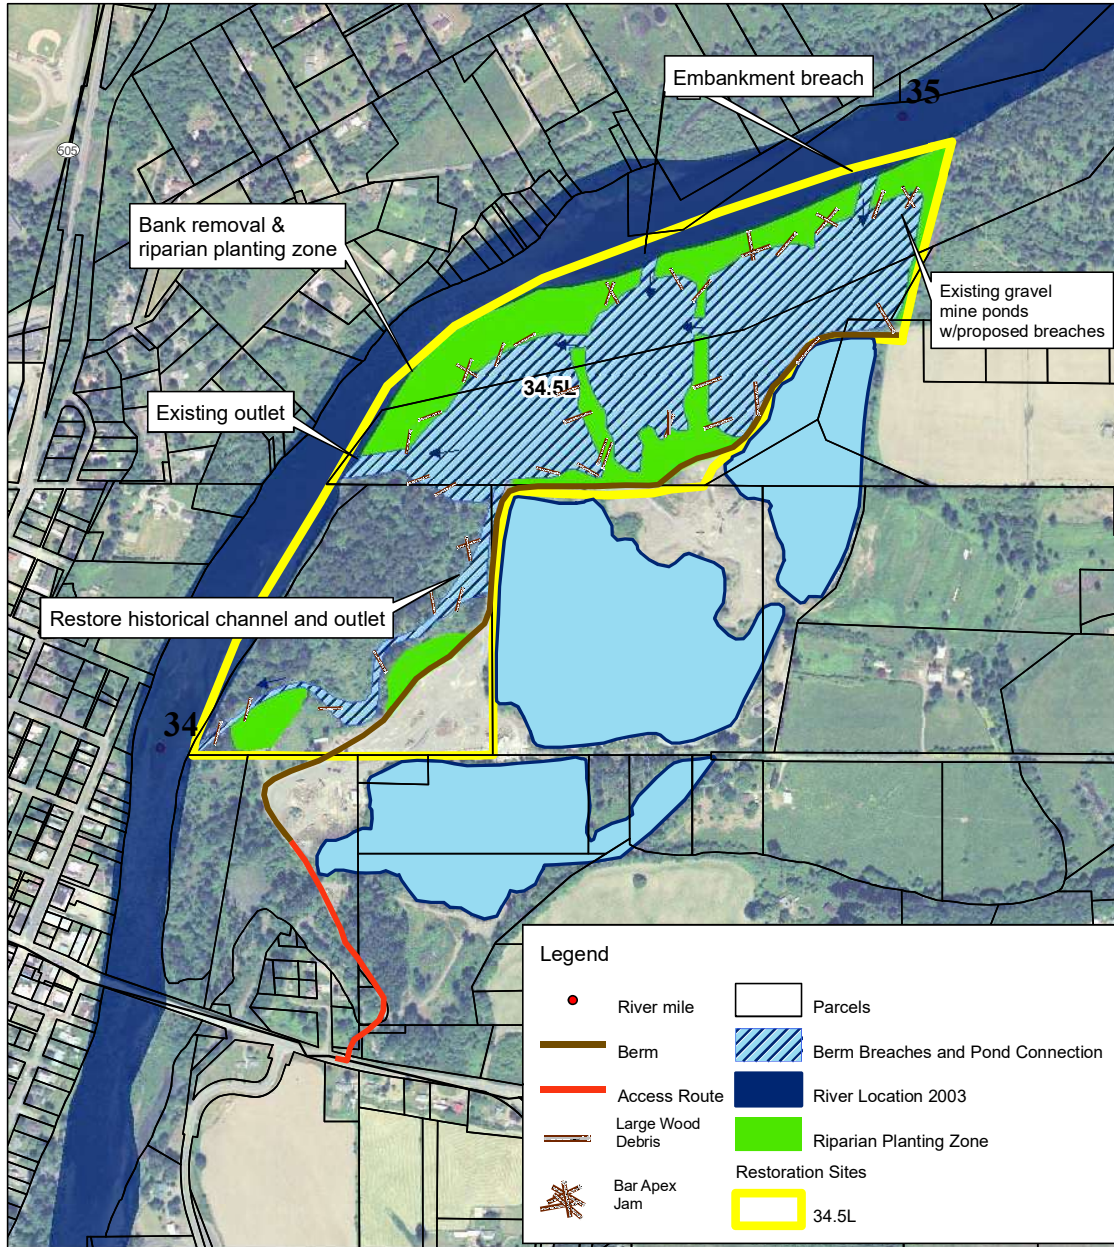 Embankment breach
35
505
Bank removal &
riparian planting zone
Existing gravel
mine ponds
w/proposed breaches
34.5L
Existing outlet
Restore historical channel and outlet
34
Legend
River mile
Berm
Access Route
Large Wood
Debris
Bar Apex
Jam
Parcels
Berm Breaches and Pond Connection
River Location 2003
Riparian Planting Zone
Restoration Sites
34.5L